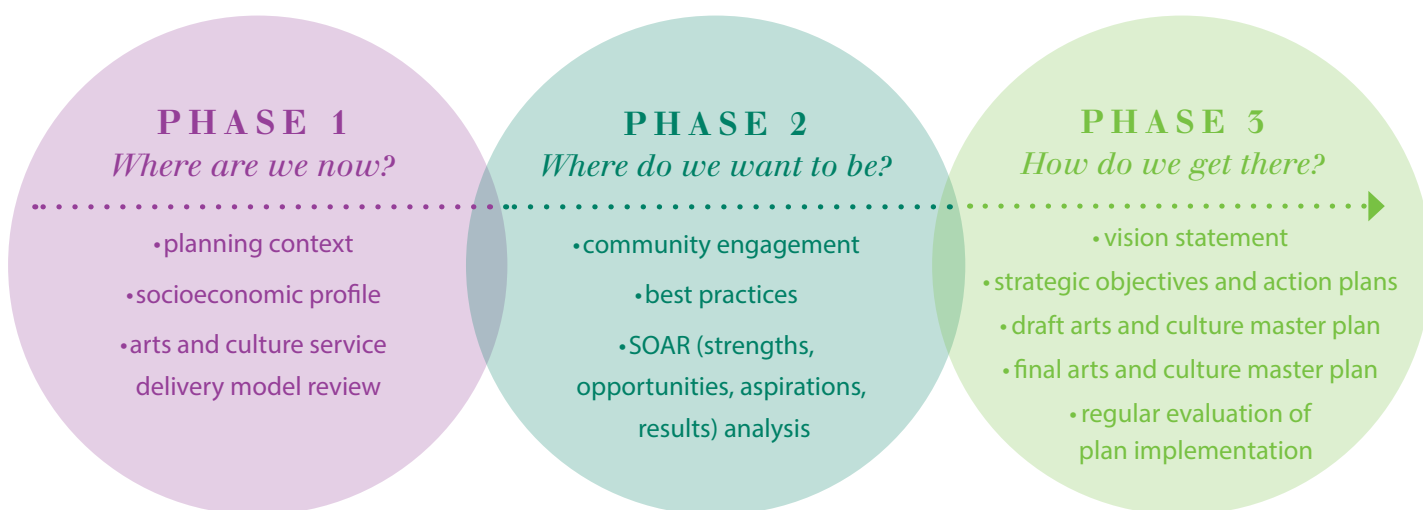 PHASE 1
Where are we now?
•planning context
•socioeconomic profile
•arts and culture service
delivery model review
PHASE 2
Where do we want to be?
•community engagement
•best practices
•SOAR (strengths,
opportunities, aspirations,
results) analysis
PHASE 3
How do we get there?
•vision statement
•strategic objectives and action plans
•draft arts and culture master plan
•final arts and culture master plan
•regular evaluation of
plan implementation